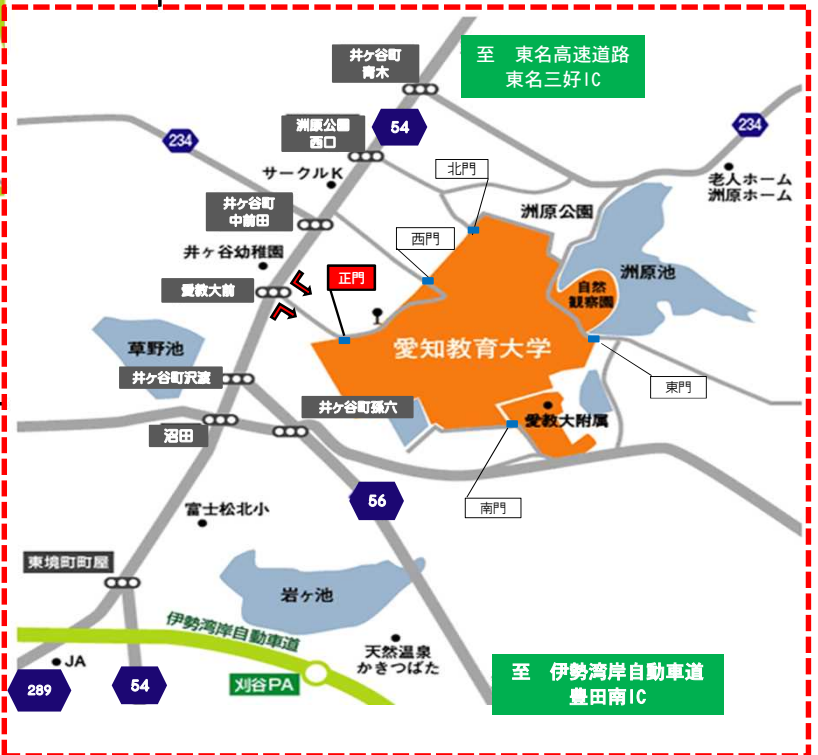 井ヶ谷町
青木
至　東名高速道路
東名三好IC
洲原公園
西口
54
234
234
サークルK
北門
老人ホーム
洲原ホーム
井ヶ谷町
中前田
洲原公園
西門
井ヶ谷幼稚園
正門
洲原池
愛教大前
自然
観察園
愛知教育大学
草野池
井ヶ谷町沢渡
東門
井ヶ谷町孫六
愛教大附属
沼田
56
富士松北小
南門
東境町町屋
岩ヶ池
伊勢湾岸自動車道
JA
天然温泉
かきつばた
至　伊勢湾岸自動車道
豊田南IC
289
54
刈谷PA